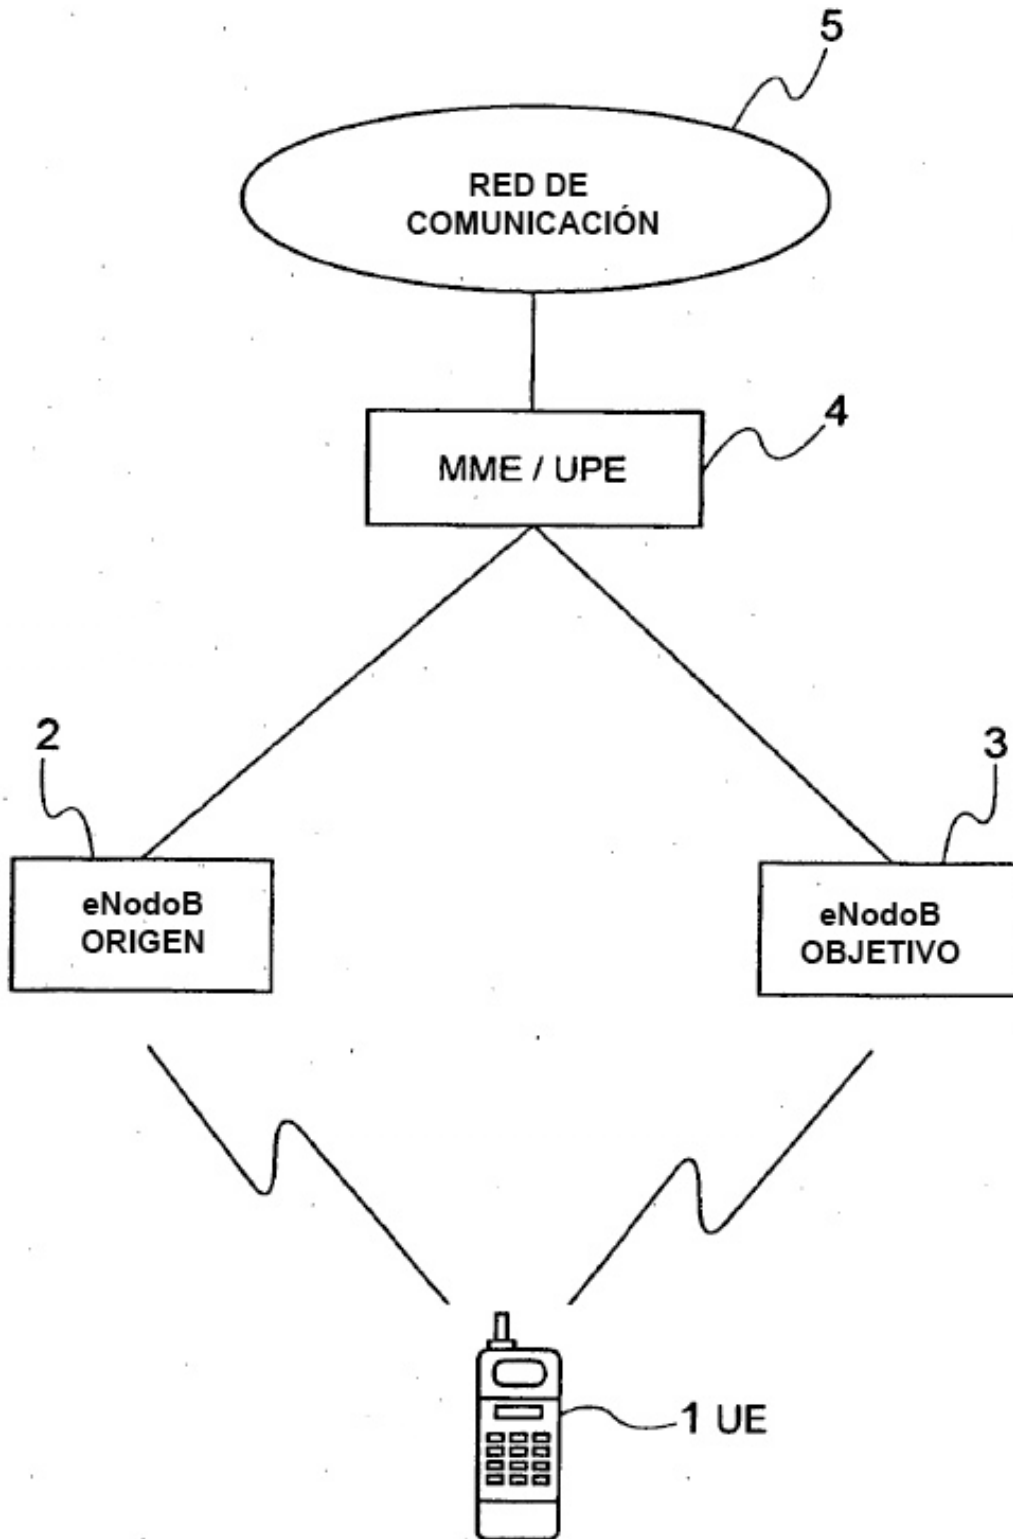 5
RED DE
COMUNICACIÓN
4
MME / UPE
2
3
eNodoB
ORIGEN
eNodoB
OBJETIVO
1 UE